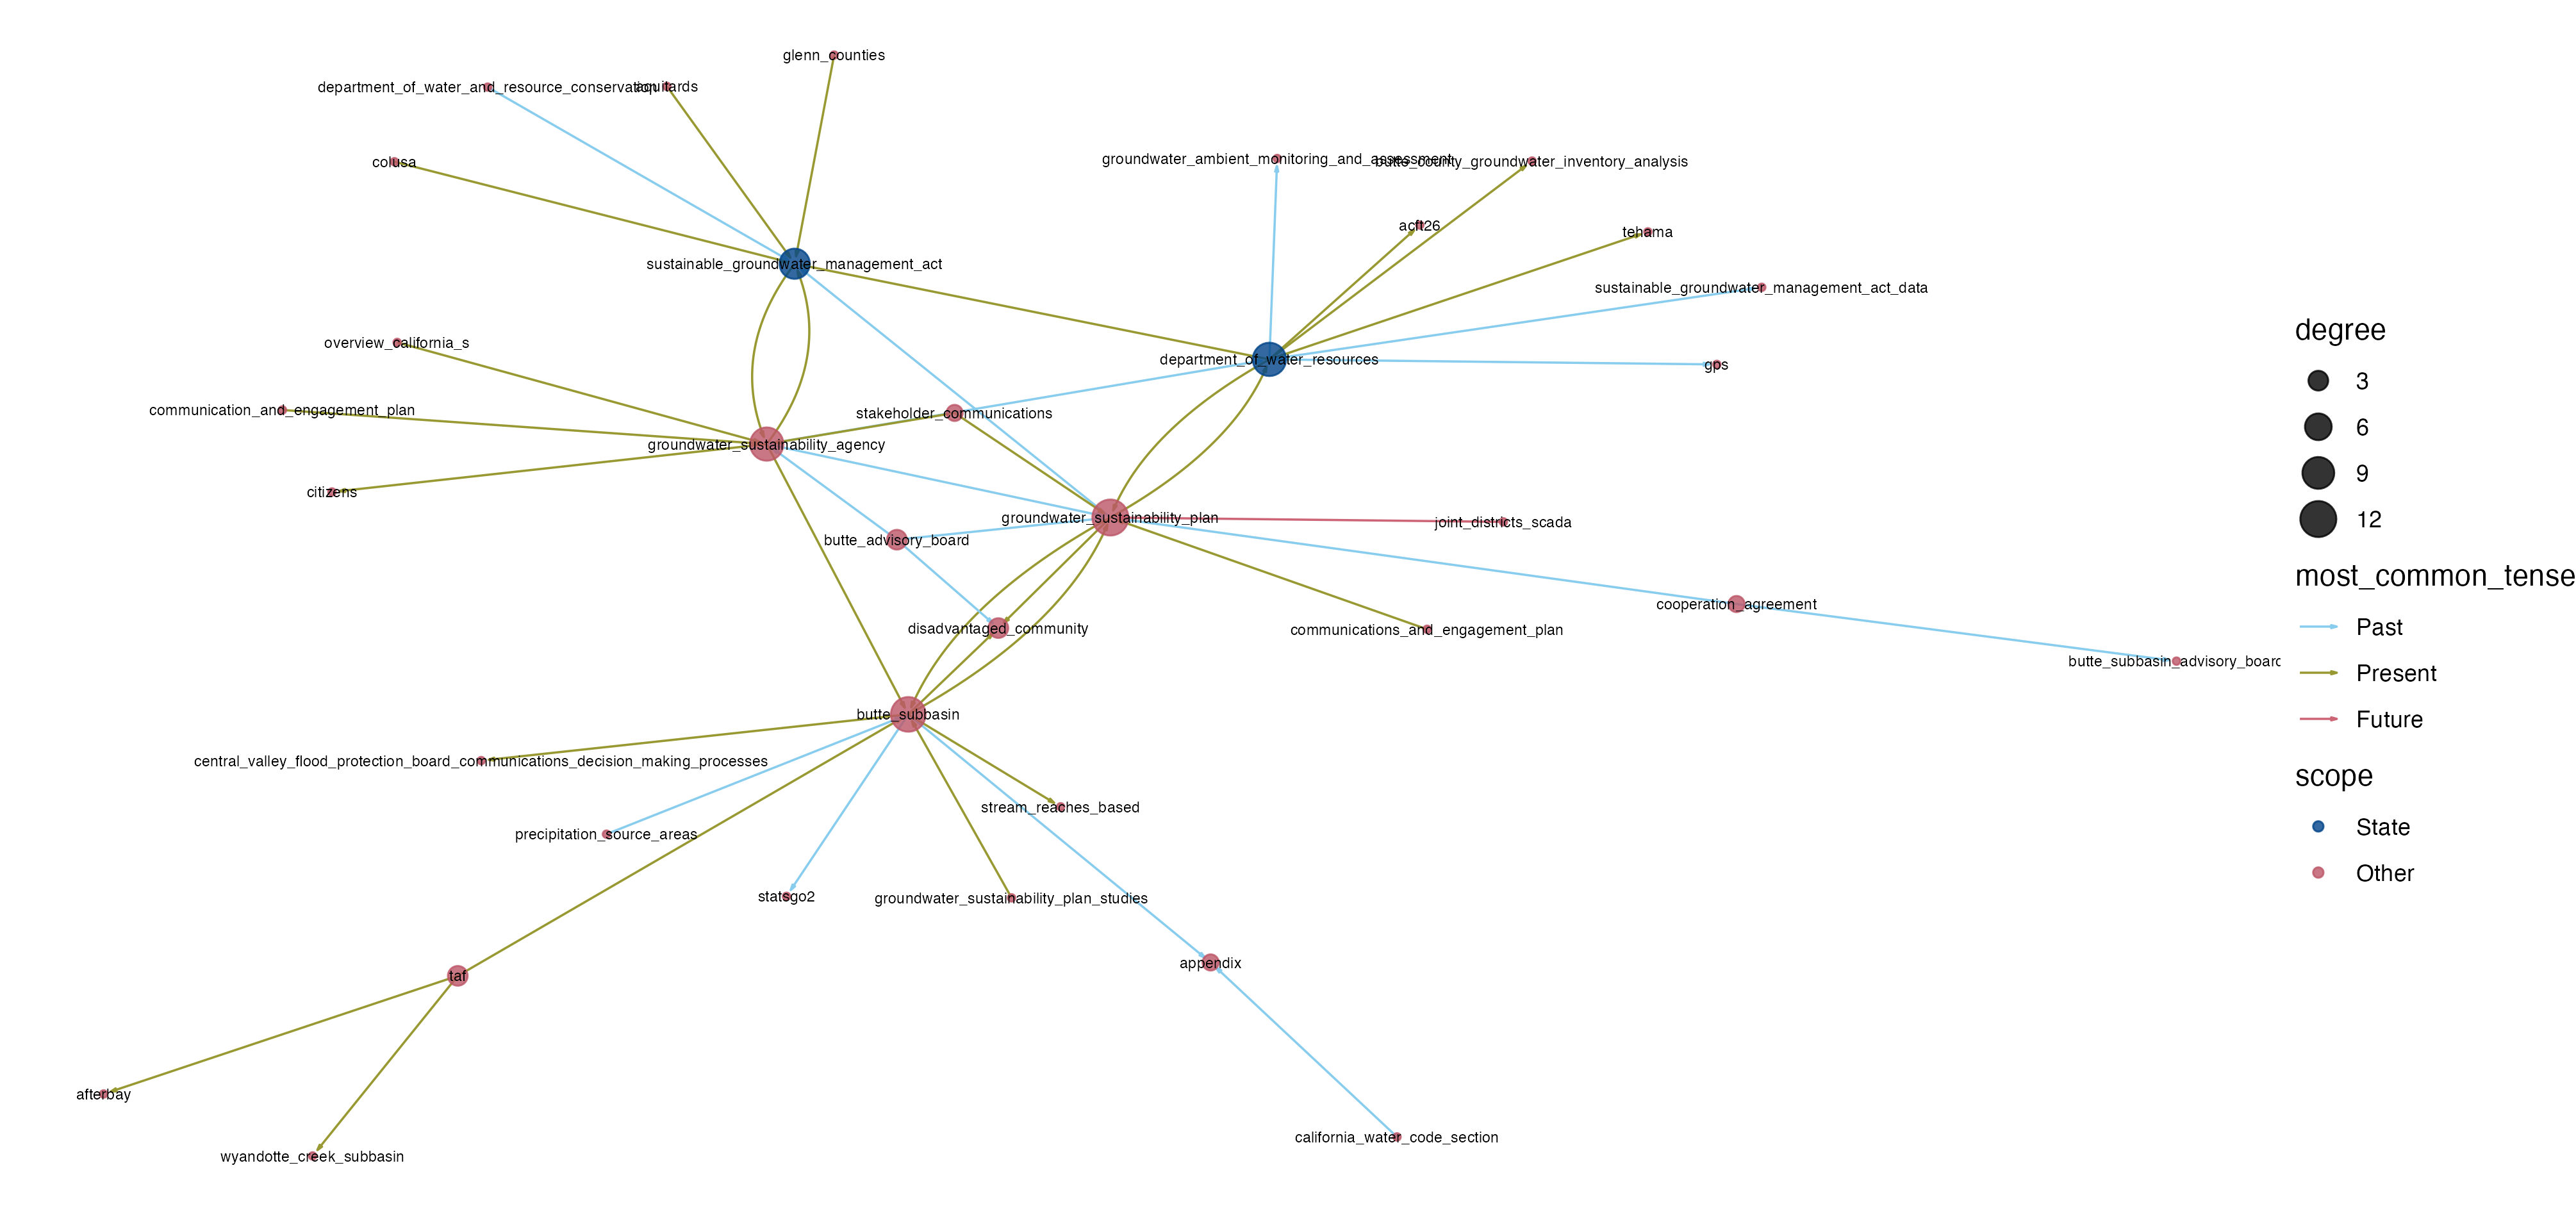 glenn_counties
department_of_water_and_resource_conservation
aquitards
colusa
groundwater_ambient_monitoring_and_assessment
butte_county_groundwater_inventory_analysis
acft26
tehama
sustainable_groundwater_management_act
sustainable_groundwater_management_act_data
overview_california_s
department_of_water_resources
gps
communication_and_engagement_plan
stakeholder_communications
groundwater_sustainability_agency
citizens
groundwater_sustainability_plan
joint_districts_scada
butte_advisory_board
cooperation_agreement
disadvantaged_community
communications_and_engagement_plan
butte_subbasin_advisory_board
butte_subbasin
central_valley_flood_protection_board_communications_decision_making_processes
stream_reaches_based
precipitation_source_areas
statsgo2
groundwater_sustainability_plan_studies
appendix
taf
afterbay
california_water_code_section
wyandotte_creek_subbasin
degree
3
6
9
12
most_common_tense
Past
Present
Future
scope
State
Other